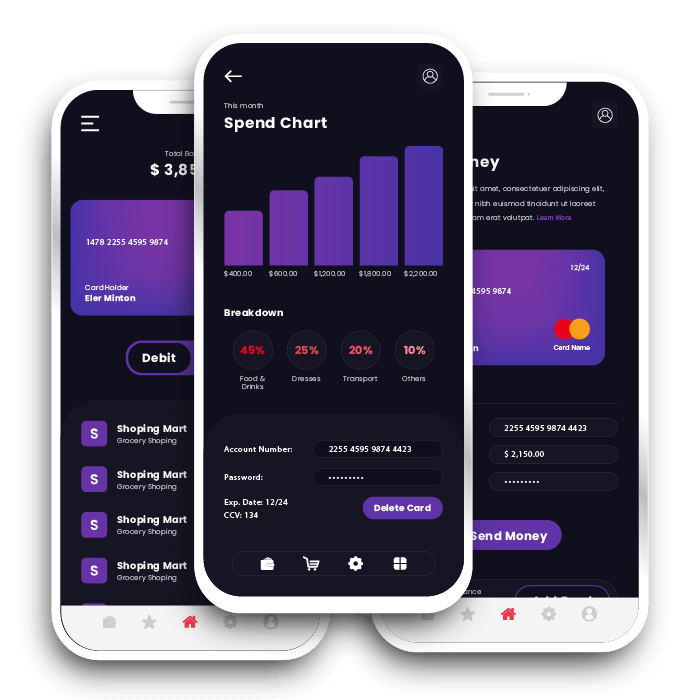 Total
$ 3,85
1478 2255 4595 9874
Card Holder
Eler Minton
Debit
S
Shoping Mart
Grocery Shoping
S
Shoping Mart
Grocery Shoping
S
Shoping Mart
Grocery Shoping
S
Shoping Mart
Grocery Shoping
This month
Spend Chart
$400.00 $600.00 $1,200.00 $1,800.00 $2,200.00
Breakdown
45% 25% 20% 10%
Food & Drinks
Dresses
Transport
Others
Account Number: 2255 4595 9874 4423
Password: •••••••••
Exp. Date: 12/24
CCV: 134
Delete Card
ney
it amet, consectetuer adipiscing elit,
nibh euismod tincidunt ut laoreet
am erat volutpat. Learn More
12/24
4595 9874
n
Card Name
2255 4595 9874 4423
$ 2,150.00
•••••••••
Send Money